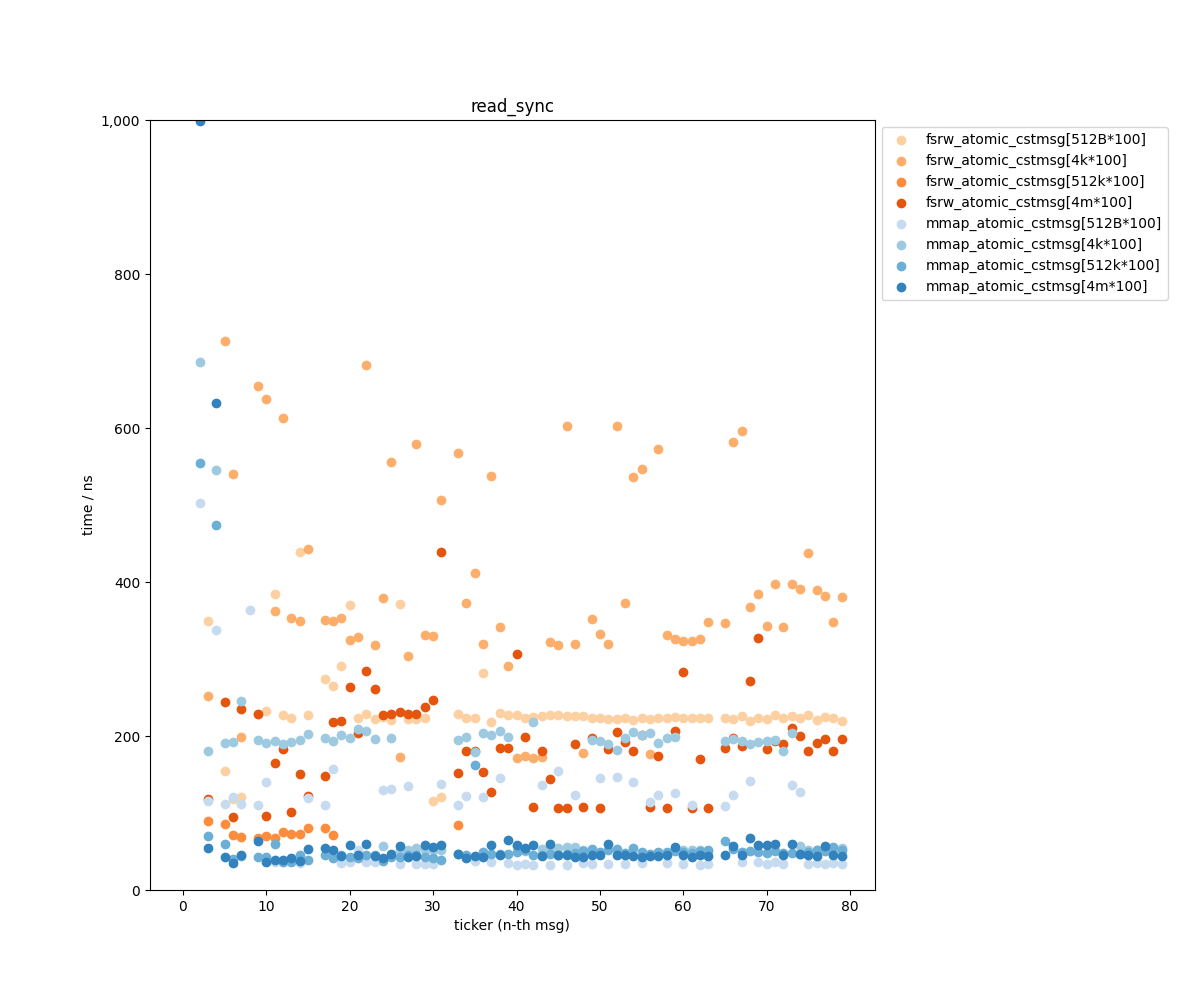 read_sync
1,000
800
600
400
200
0
time / ns
0 10 20 30 40 50 60 70 80
ticker (n-th msg)
fsrw_atomic_cstmsg[512B*100]
fsrw_atomic_cstmsg[4k*100]
fsrw_atomic_cstmsg[512k*100]
fsrw_atomic_cstmsg[4m*100]
mmap_atomic_cstmsg[512B*100]
mmap_atomic_cstmsg[4k*100]
mmap_atomic_cstmsg[512k*100]
mmap_atomic_cstmsg[4m*100]